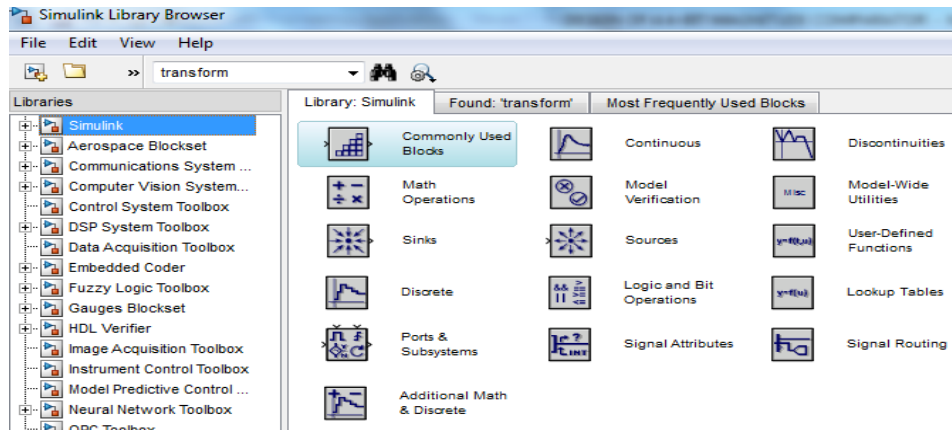 Simulink Library Browser
File Edit View Help
» transform
Libraries
Simulink
Aerospace Blockset
Communications System ...
Computer Vision System...
Control System Toolbox
DSP System Toolbox
Data Acquisition Toolbox
Embedded Coder
Fuzzy Logic Toolbox
Gauges Blockset
HDL Verifier
Image Acquisition Toolbox
Instrument Control Toolbox
Model Predictive Control ...
Neural Network Toolbox
OPC Toolbox
Library: Simulink Found: 'transform' Most Frequently Used Blocks
Commonly Used
Blocks
Continuous
Discontinuities
Math
Operations
Model
Verification
Misc
Model-Wide
Utilities
Sinks
Sources
y=f(t,u)
User-Defined
Functions
Discrete
Logic and Bit
Operations
y=f(u)
Lookup Tables
Ports &
Subsystems
Signal Attributes
Signal Routing
Additional Math
& Discrete